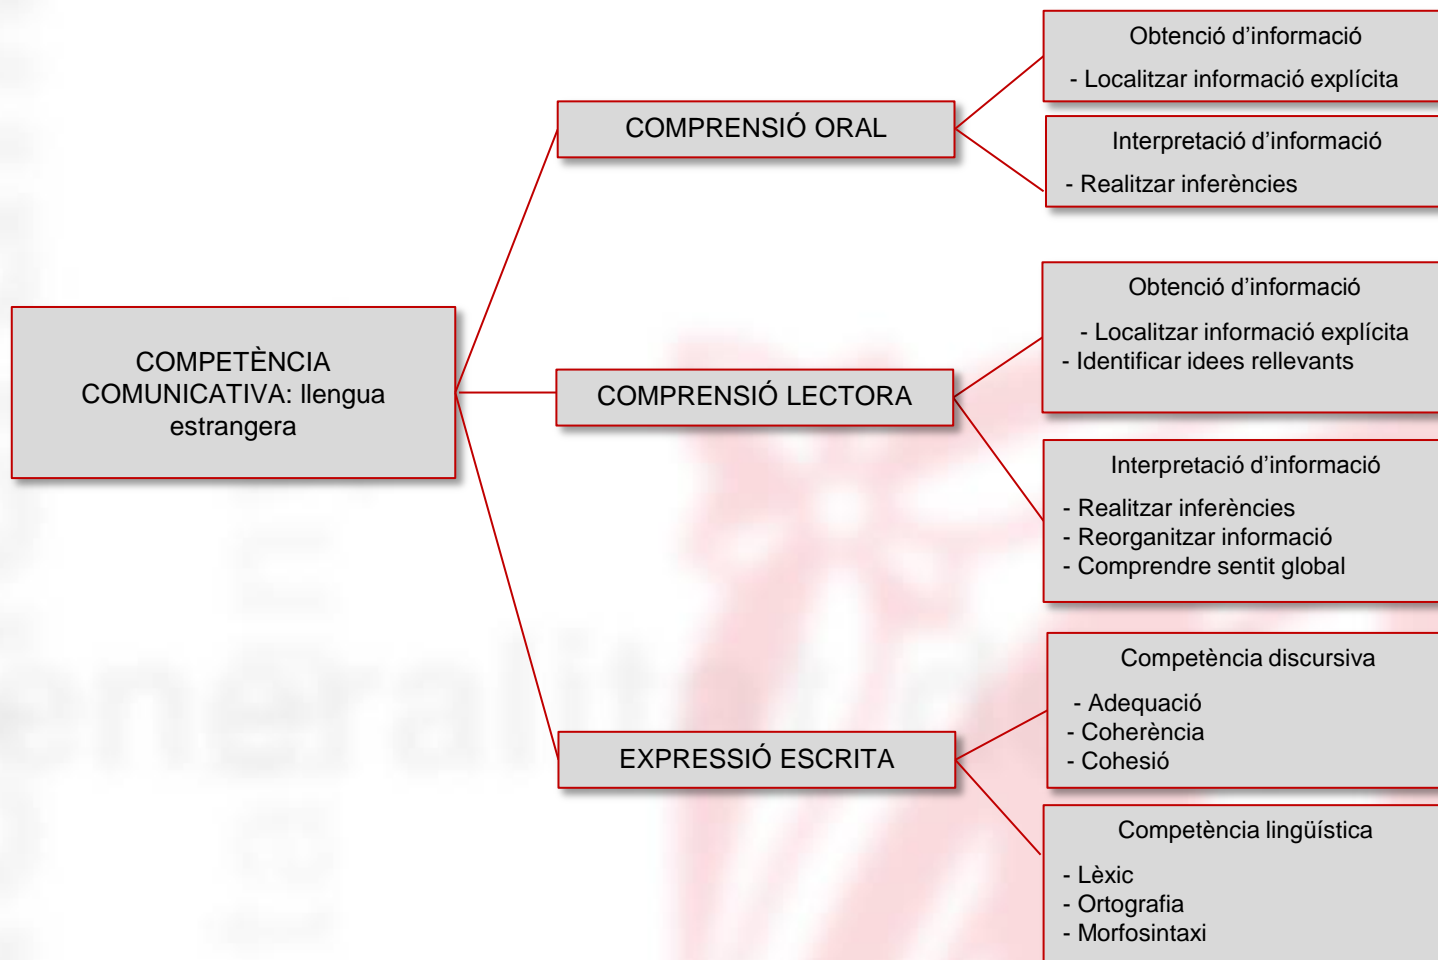 COMPETÈNCIA
COMUNICATIVA: llengua
estrangera
COMPRENSIÓ ORAL
Obtenció d'informació
- Localitzar informació explícita
Interpretació d'informació
- Realitzar inferències
COMPRENSIÓ LECTORA
Obtenció d'informació
- Localitzar informació explícita
- Identificar idees rellevants
Interpretació d'informació
- Realitzar inferències
- Reorganitzar informació
- Comprendre sentit global
EXPRESSIÓ ESCRITA
Competència discursiva
- Adequació
- Coherència
- Cohesió
Competència lingüística
- Lèxic
- Ortografia
- Morfosintaxi